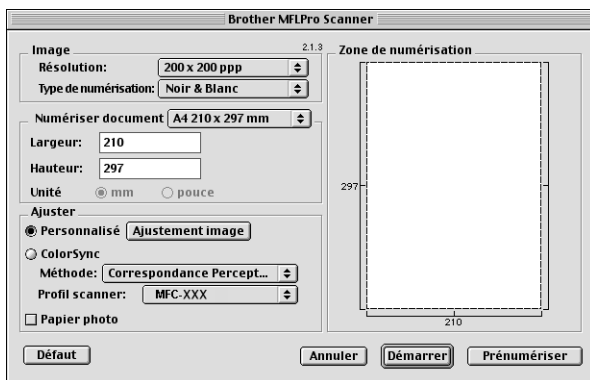 Brother MFLPro Scanner
Image
2.1.3
Résolution: 200 x 200 ppp
Type de numérisation: Noir & Blanc
Numériser document A4 210 x 297 mm
Largeur: 210
Hauteur: 297
Unité mm pouce
Ajuster
Personnalisé Ajustement image
ColorSync
Méthode: Correspondance Percept...
Profil scanner: MFC-XXX
Papier photo
Zone de numérisation
297
210
Défaut Annuler Démarrer Prénumériser